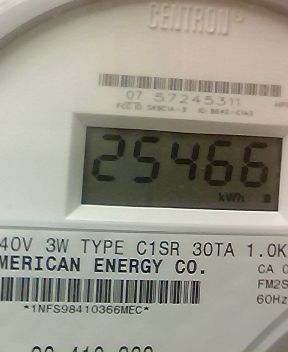 CENTRON
07 57245311
25466
kWh
40V 3W TYPE C1SR 30TA 1.0K
MERICAN ENERGY CO.
CA 0
FM2S
60Hz
*1NFS98410366MEC*